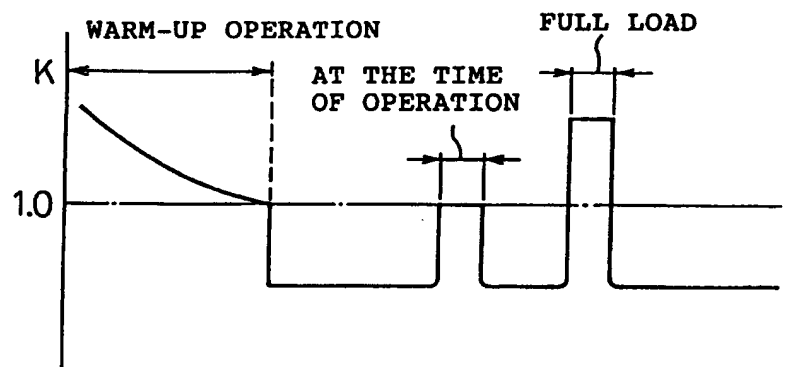 WARM-UP OPERATION
FULL LOAD
K
AT THE TIME
OF OPERATION
1.0